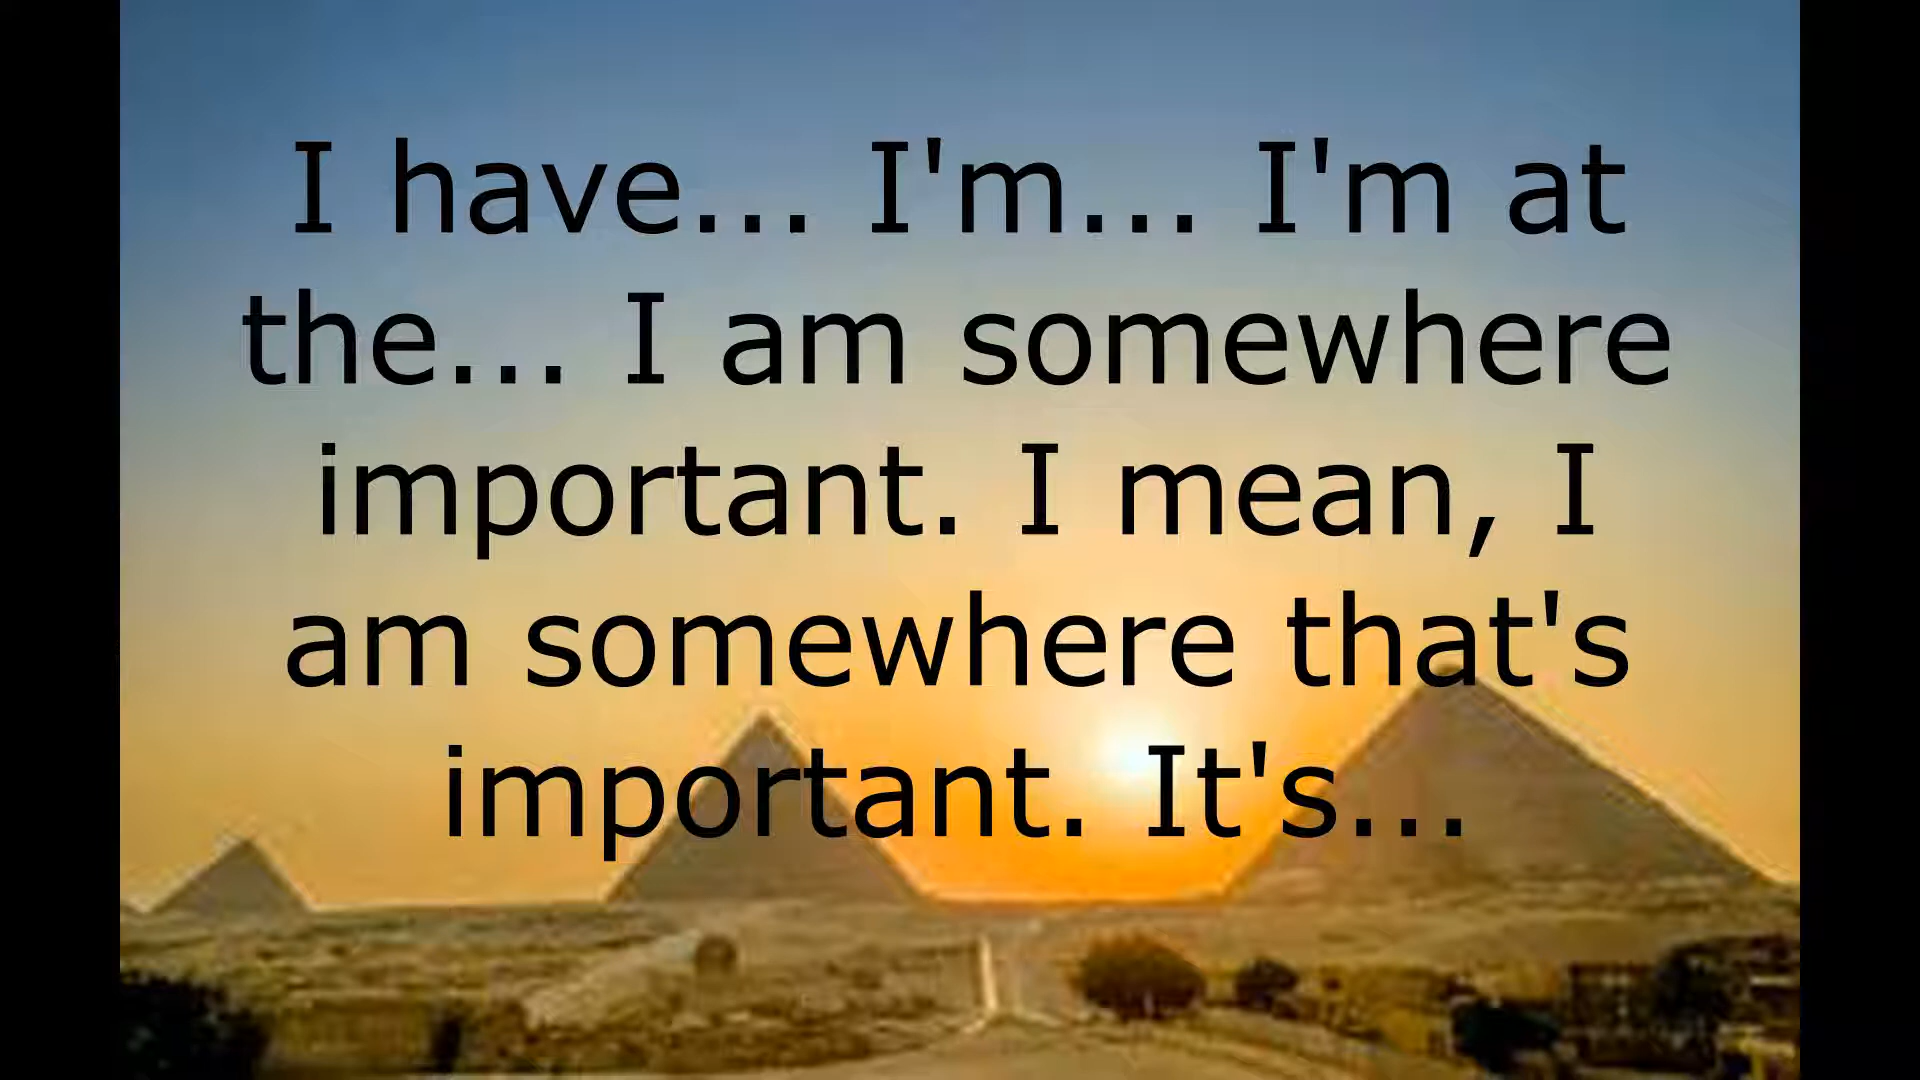 I have... I'm... I'm at
the... I am somewhere
important. I mean, I
am somewhere that's
important. It's...